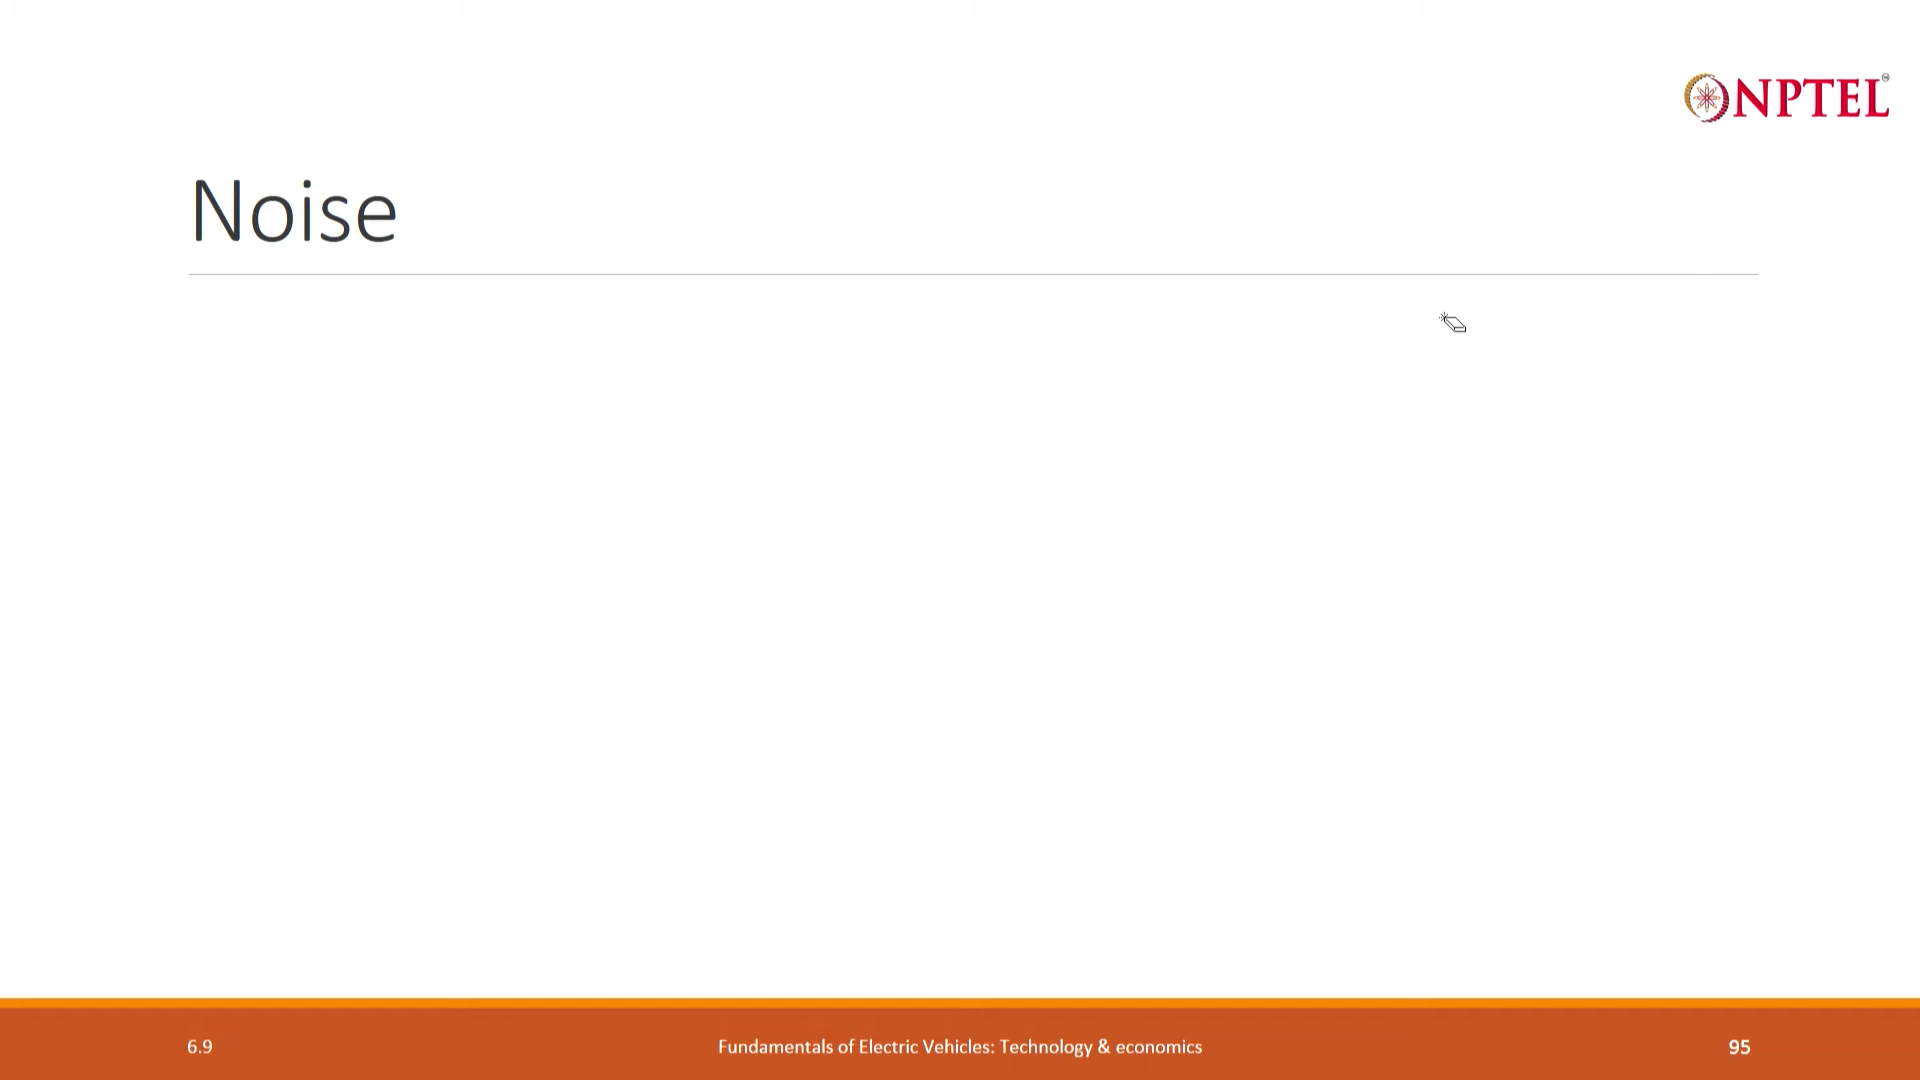 NPTEL
Noise
6.9
Fundamentals of Electric Vehicles: Technology & economics
95